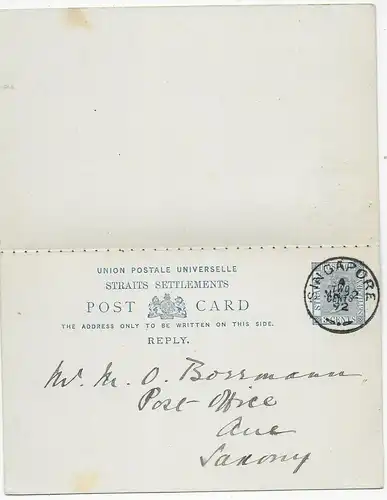 UNION POSTALE UNIVERSELLE
STRAITS SETTLEMENTS
POST CARD
THE ADDRESS ONLY TO BE WRITTEN ON THIS SIDE.
REPLY.
SINGAPORE
A
92
Mr. M. O. Borrmann
Post Office
Aue
Saxony